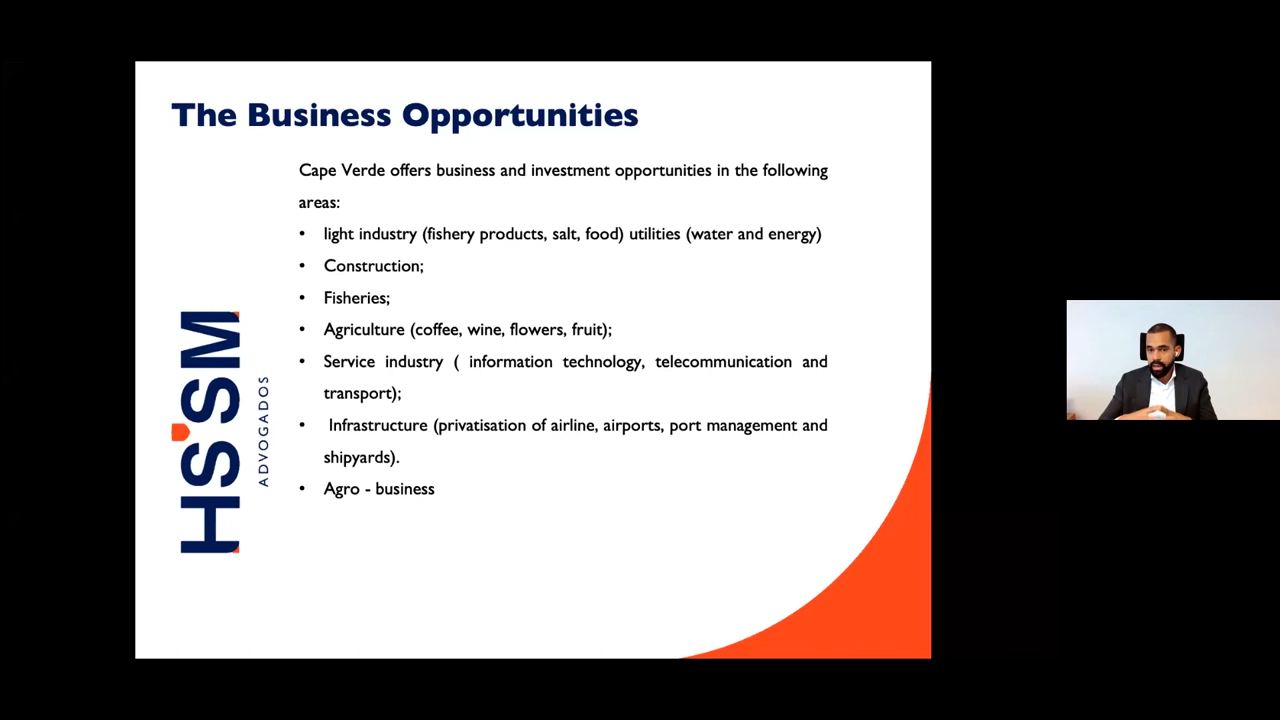 The Business Opportunities
Cape Verde offers business and investment opportunities in the following
areas:
• light industry (fishery products, salt, food) utilities (water and energy)
• Construction;
• Fisheries;
• Agriculture (coffee, wine, flowers, fruit);
• Service industry ( information technology, telecommunication and
transport);
• Infrastructure (privatisation of airline, airports, port management and
shipyards).
• Agro - business
HSSM
ADVOGADOS